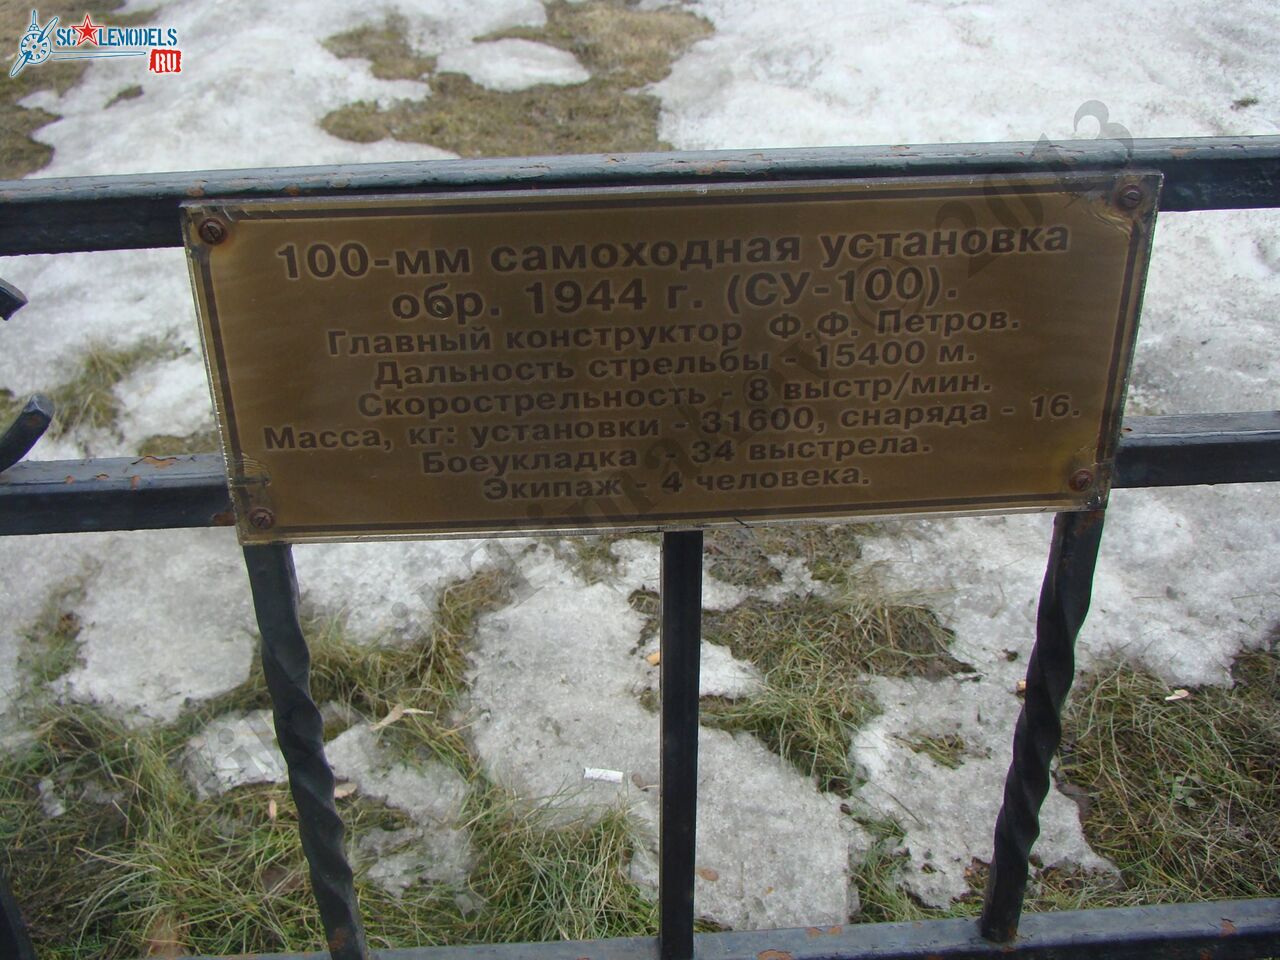 SCALEMODELS
RU
100-мм самоходная установка
обр. 1944 г. (СУ-100).
Главный конструктор Ф.Ф. Петров.
Дальность стрельбы - 15400 м.
Скорострельность - 8 выстр/мин.
Масса, кг: установки - 31600, снаряда - 16.
Боеукладка - 34 выстрела.
Экипаж - 4 человека.
© 2013